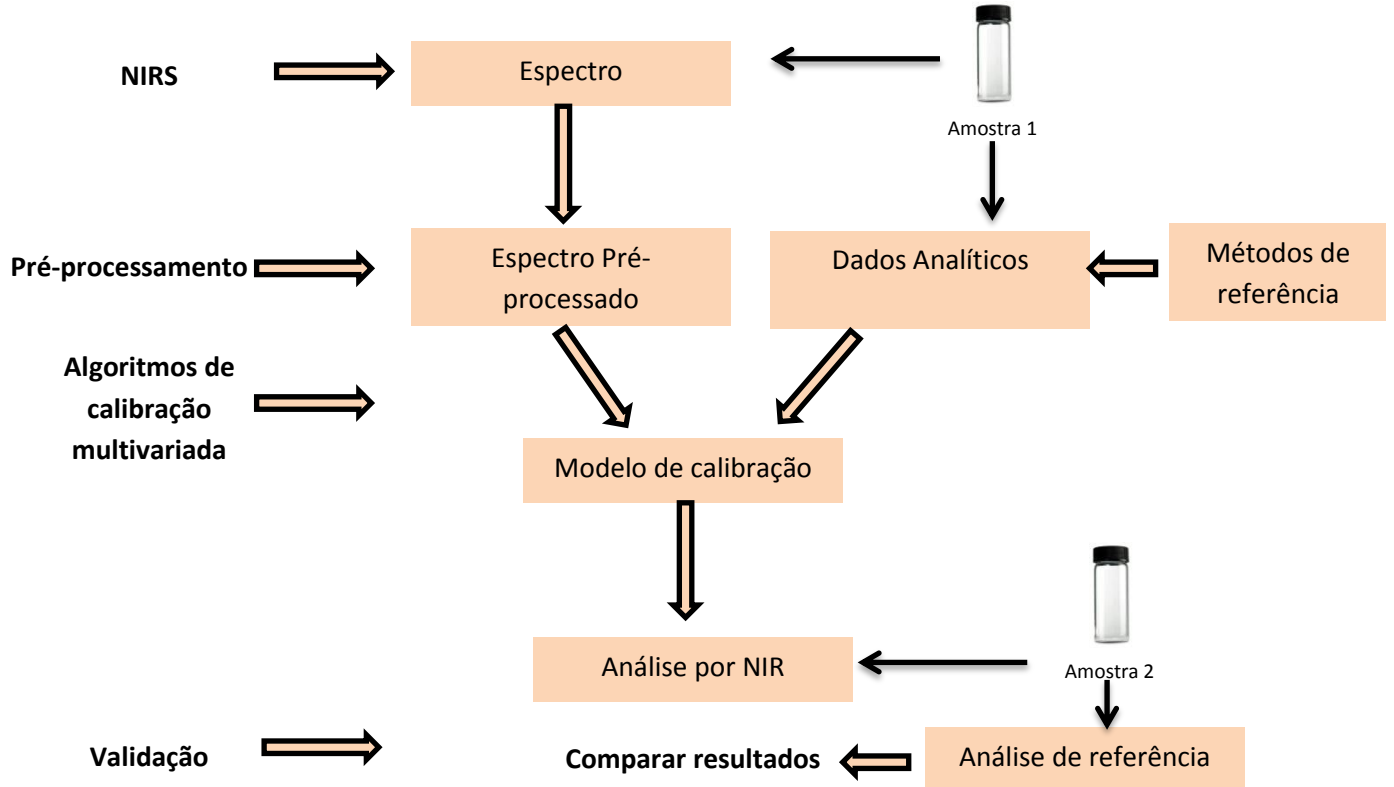 NIRS
Espectro
Amostra 1
Pré-processamento
Espectro Pré-
processado
Dados Analíticos
Métodos de
referência
Algoritmos de
calibração
multivariada
Modelo de calibração
Análise por NIR
Amostra 2
Validação
Comparar resultados
Análise de referência